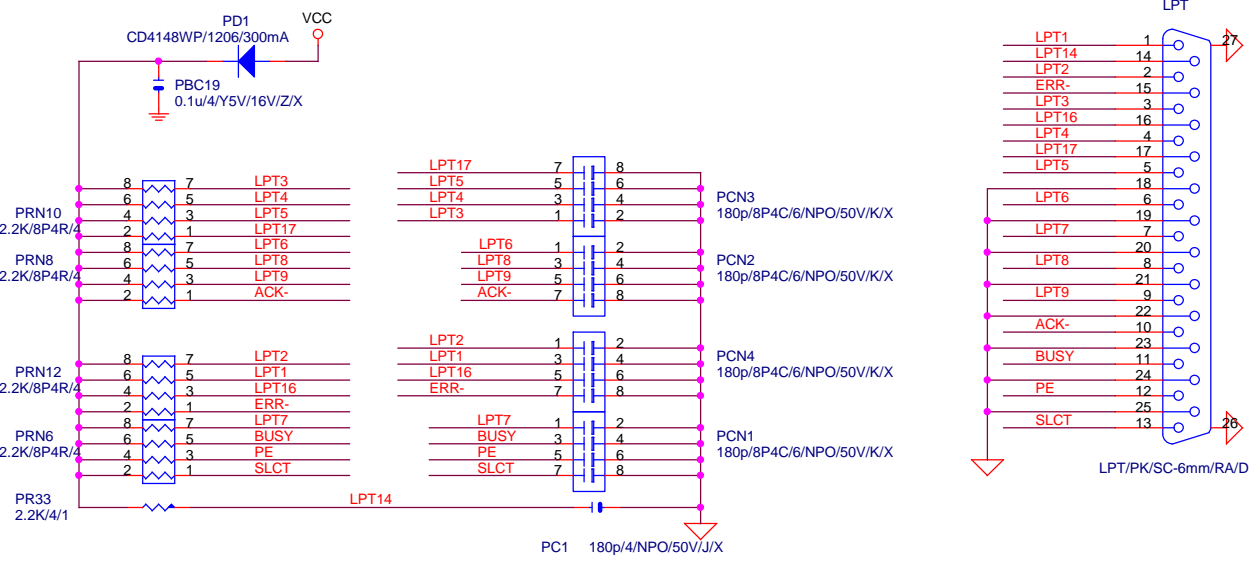 PD1
CD4148WP/1206/300mA
VCC
PBC19
0.1u/4/Y5V/16V/Z/X
8 7 LPT3
6 5 LPT4
4 3 LPT5
2 1 LPT17
PRN10
2.2K/8P4R/4
8 7 LPT6
6 5 LPT8
4 3 LPT9
2 1 ACK-
PRN8
2.2K/8P4R/4
8 7 LPT2
6 5 LPT1
4 3 LPT16
2 1 ERR-
PRN12
2.2K/8P4R/4
8 7 LPT7
6 5 BUSY
4 3 PE
2 1 SLCT
PRN6
2.2K/8P4R/4
PR33
2.2K/4/1
LPT14
LPT17 7 8
LPT5 5 6
LPT4 3 4
LPT3 1 2
PCN3
180p/8P4C/6/NPO/50V/K/X
LPT6 1 2
LPT8 3 4
LPT9 5 6
ACK- 7 8
PCN2
180p/8P4C/6/NPO/50V/K/X
LPT2 1 2
LPT1 3 4
LPT16 5 6
ERR- 7 8
PCN4
180p/8P4C/6/NPO/50V/K/X
LPT7 1 2
BUSY 3 4
PE 5 6
SLCT 7 8
PCN1
180p/8P4C/6/NPO/50V/K/X
PC1 180p/4/NPO/50V/J/X
LPT
LPT1 1
27
LPT14 14
LPT2 2
ERR- 15
LPT3 3
LPT16 16
LPT4 4
LPT17 17
LPT5 5
18
LPT6 6
19
LPT7 7
20
LPT8 8
21
LPT9 9
22
ACK- 10
23
BUSY 11
24
PE 12
25
SLCT 13
26
LPT/PK/SC-6mm/RA/D